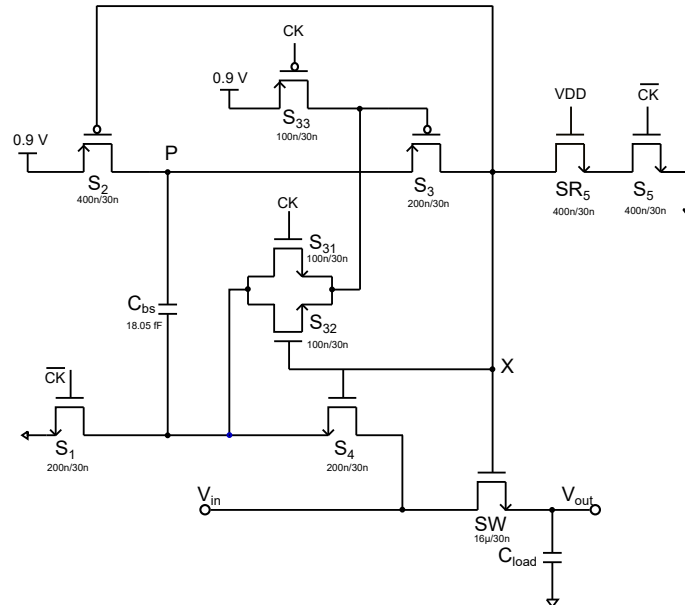 CK
0.9 V
S33
100n/30n
0.9 V
P
VDD
CK
S2
400n/30n
S3
200n/30n
SR5
400n/30n
S5
400n/30n
CK
S31
100n/30n
Cbs
18.05 fF
S32
100n/30n
X
CK
S1
200n/30n
S4
200n/30n
Vin
Vout
SW
16μ/30n
Cload